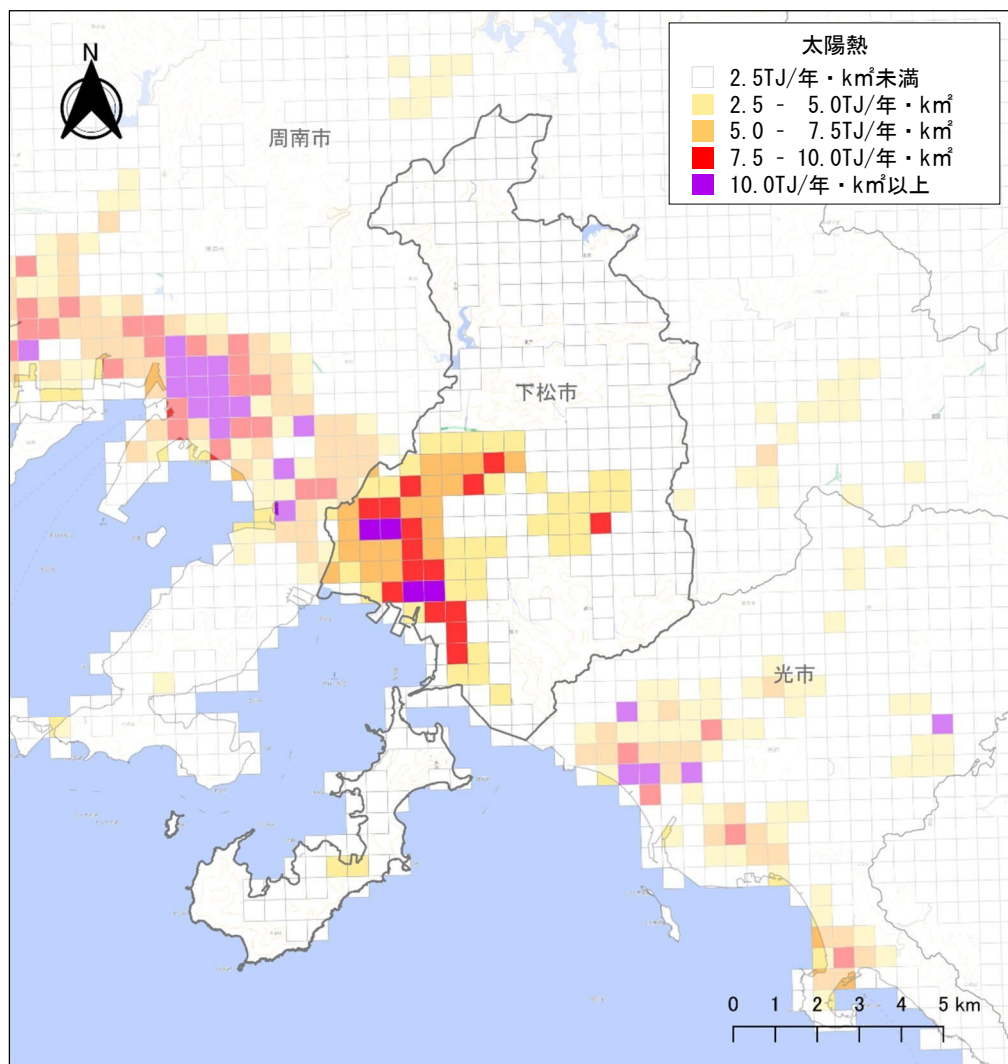 太陽熱
2.5TJ/年・k㎡未満
2.5 - 5.0TJ/年・k㎡
5.0 - 7.5TJ/年・k㎡
7.5 - 10.0TJ/年・k㎡
10.0TJ/年・k㎡以上
N
周南市
下松市
光市
0 1 2 3 4 5 km